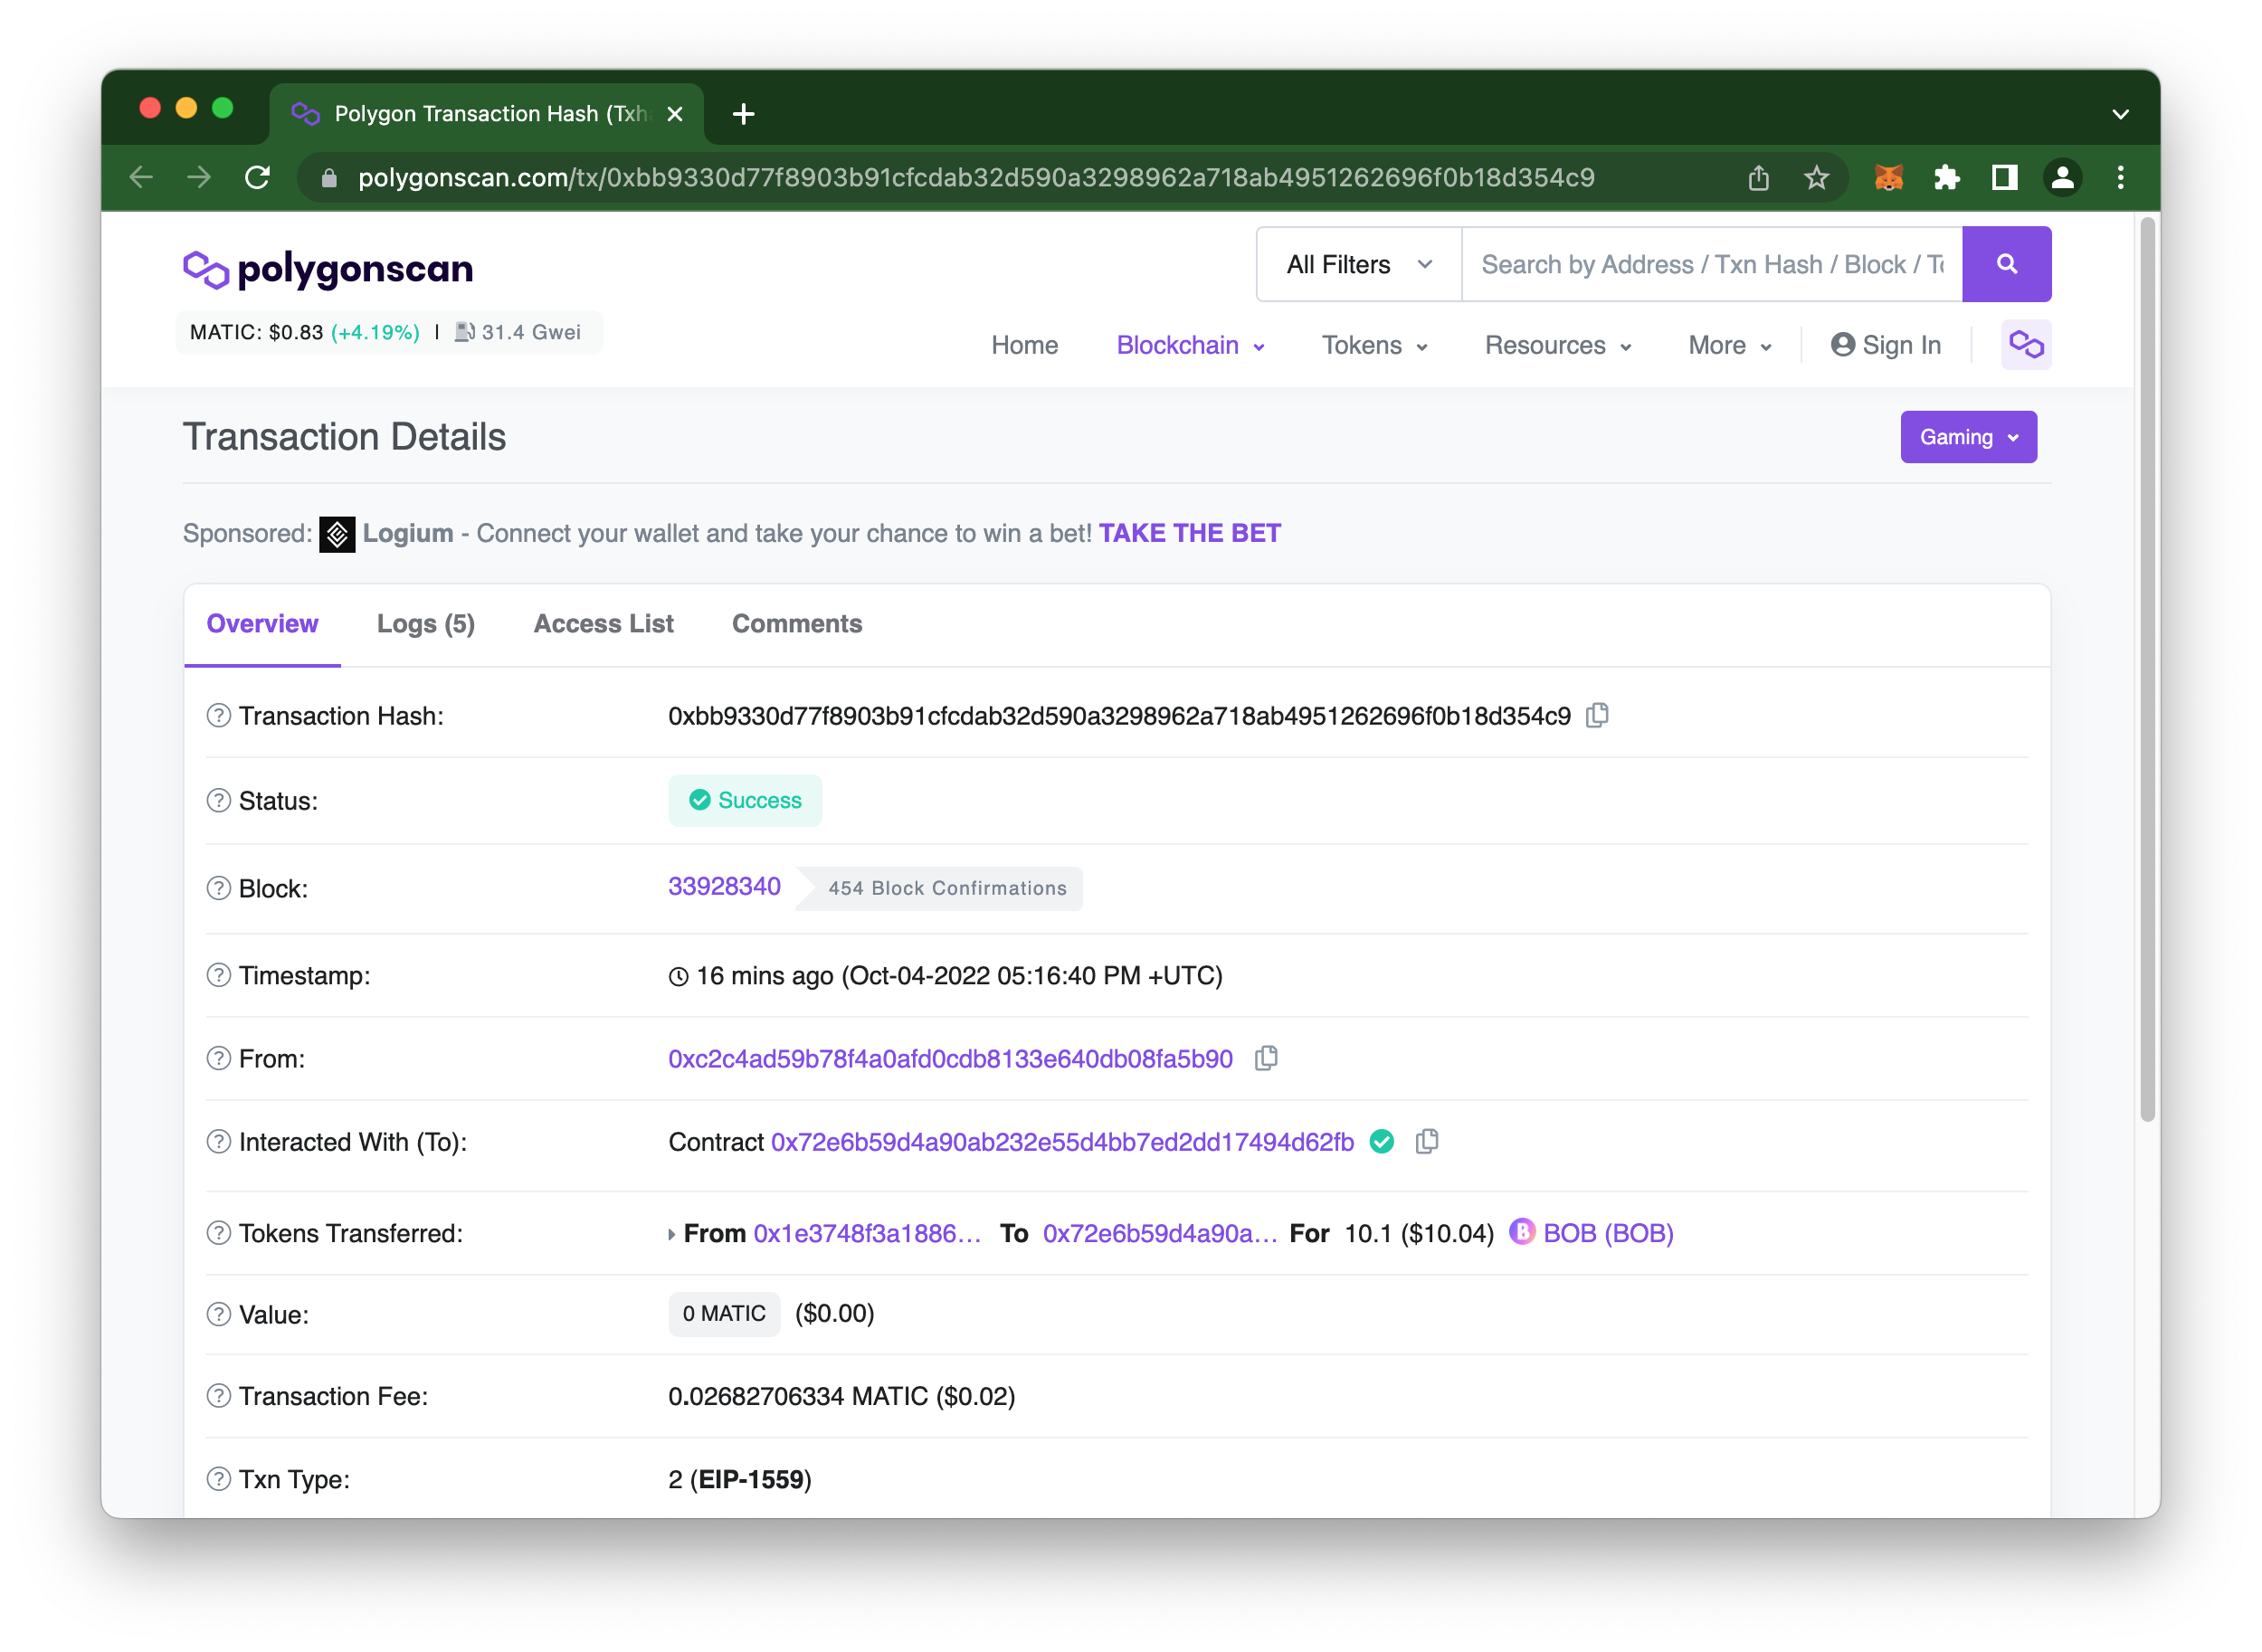 Polygon Transaction Hash (Txh
polygonscan.com/tx/0xbb9330d77f8903b91cfcdab32d590a3298962a718ab4951262696f0b18d354c9
polygonscan
All Filters
Search by Address / Txn Hash / Block / To
MATIC: $0.83 (+4.19%) | 31.4 Gwei
Home Blockchain Tokens Resources More Sign In
Transaction Details
Gaming
Sponsored: Logium - Connect your wallet and take your chance to win a bet! TAKE THE BET
Overview Logs (5) Access List Comments
Transaction Hash: 0xbb9330d77f8903b91cfcdab32d590a3298962a718ab4951262696f0b18d354c9
Status: Success
Block: 33928340 454 Block Confirmations
Timestamp: 16 mins ago (Oct-04-2022 05:16:40 PM +UTC)
From: 0xc2c4ad59b78f4a0afd0cdb8133e640db08fa5b90
Interacted With (To): Contract 0x72e6b59d4a90ab232e55d4bb7ed2dd17494d62fb
Tokens Transferred: From 0x1e3748f3a1886... To 0x72e6b59d4a90a... For 10.1 ($10.04) BOB (BOB)
Value: 0 MATIC ($0.00)
Transaction Fee: 0.02682706334 MATIC ($0.02)
Txn Type: 2 (EIP-1559)